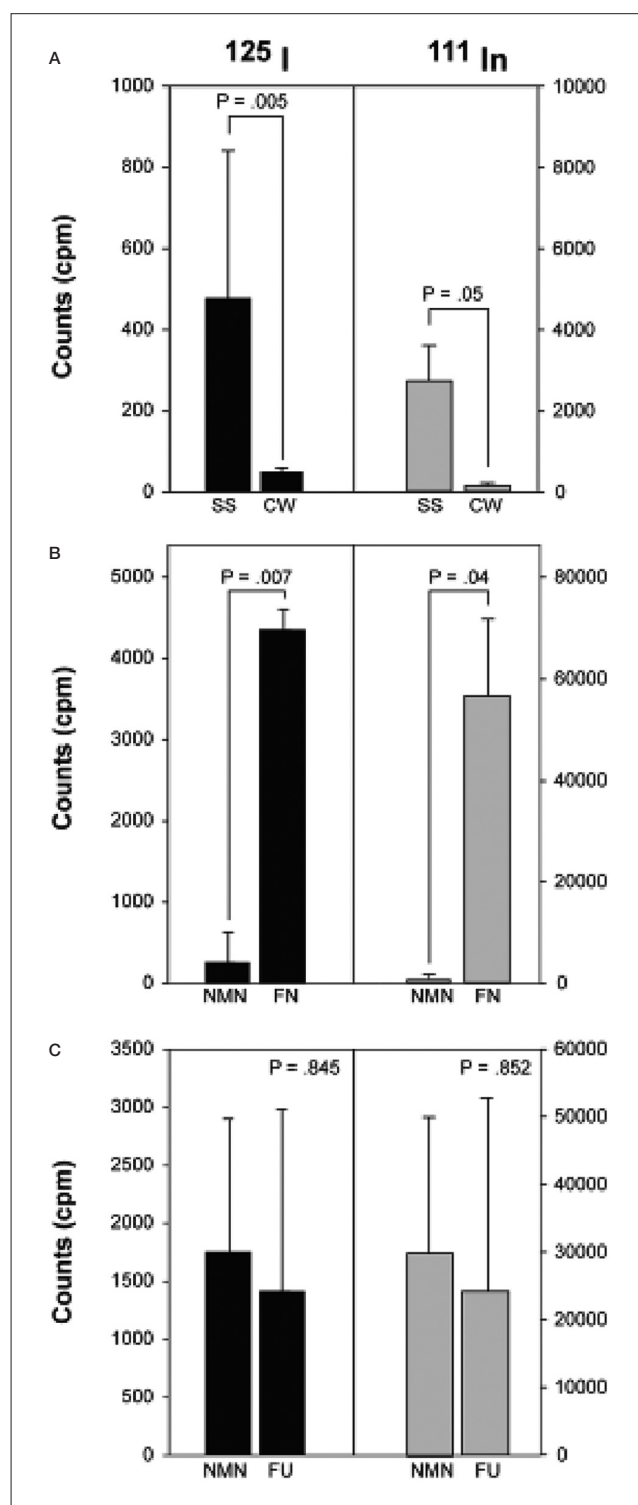 A
125 I
111 In
1000
800
600
400
200
0
Counts (cpm)
P = .005
SS CW
P = .05
SS CW
10000
8000
6000
4000
2000
0
B
5000
4000
3000
2000
1000
0
Counts (cpm)
P = .007
NMN FN
P = .04
NMN FN
80000
60000
40000
20000
0
C
3500
3000
2500
2000
1500
1000
500
0
Counts (cpm)
P = .845
NMN FU
P = .852
NMN FU
60000
50000
40000
30000
20000
10000
0